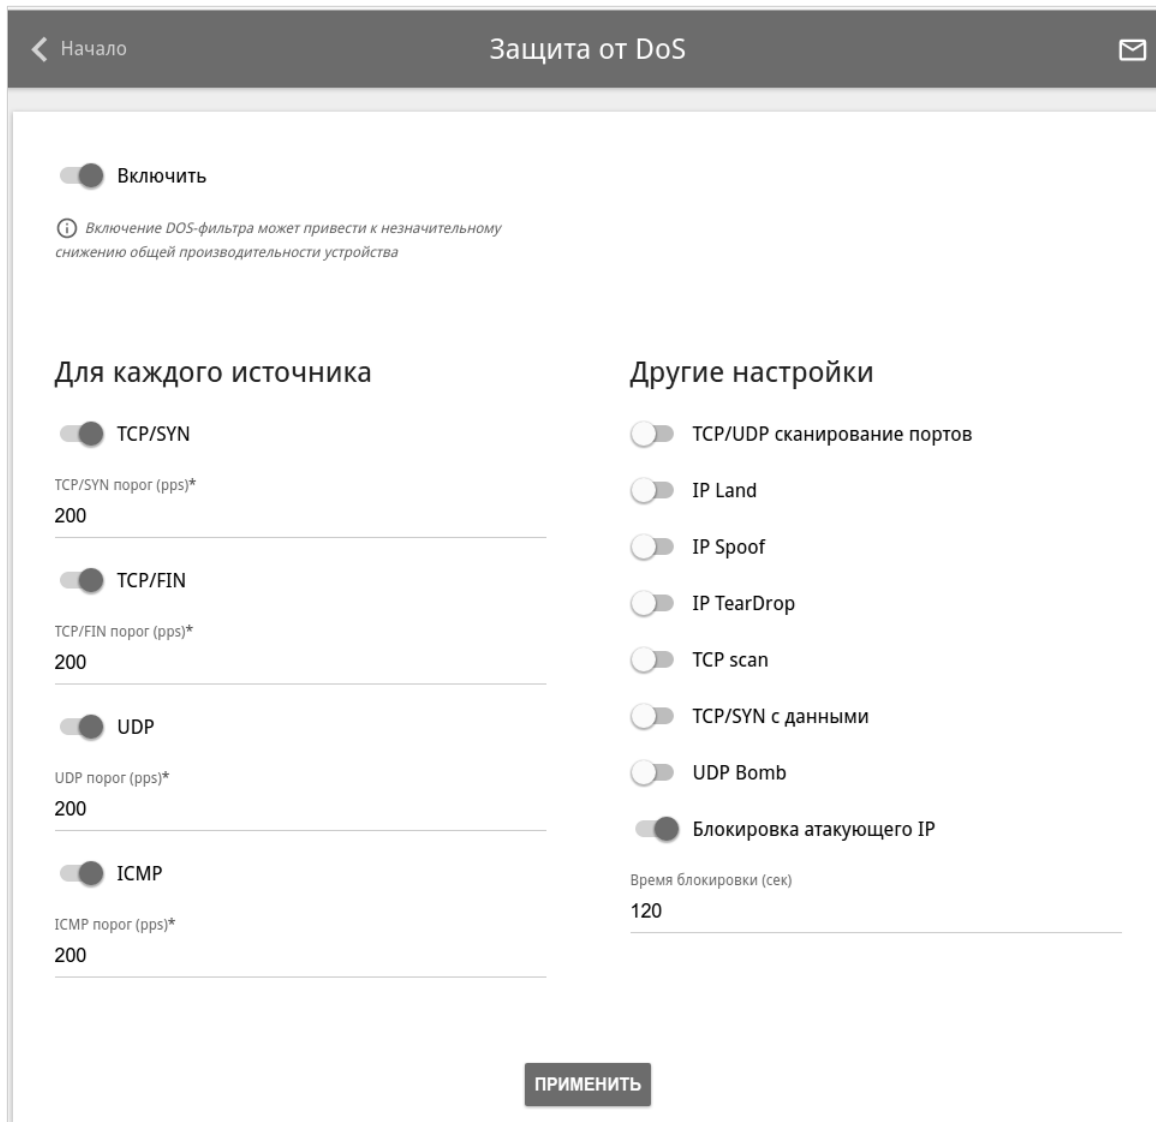 Начало
Защита от DoS
Включить
Включение DOS-фильтра может привести к незначительному
снижению общей производительности устройства
Для каждого источника
TCP/SYN
TCP/SYN порог (pps)*
200
TCP/FIN
TCP/FIN порог (pps)*
200
UDP
UDP порог (pps)*
200
ICMP
ICMP порог (pps)*
200
Другие настройки
TCP/UDP сканирование портов
IP Land
IP Spoof
IP TearDrop
TCP scan
TCP/SYN с данными
UDP Bomb
Блокировка атакующего IP
Время блокировки (сек)
120
ПРИМЕНИТЬ